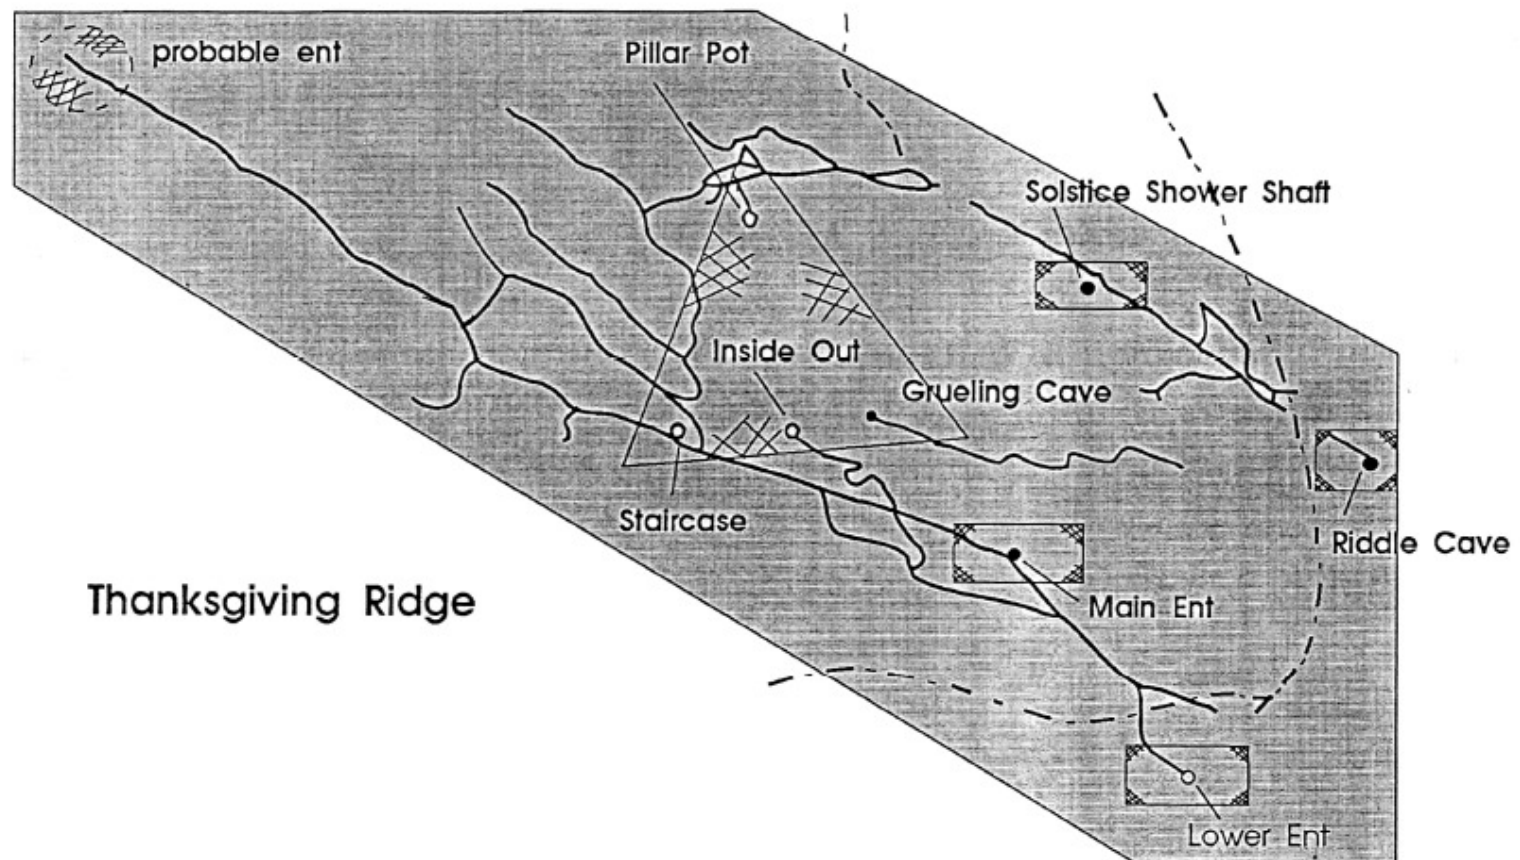 probable ent
Pillar Pot
Solstice Shower Shaft
Inside Out
Grueling Cave
Staircase
Riddle Cave
Thanksgiving Ridge
Main Ent
Lower Ent